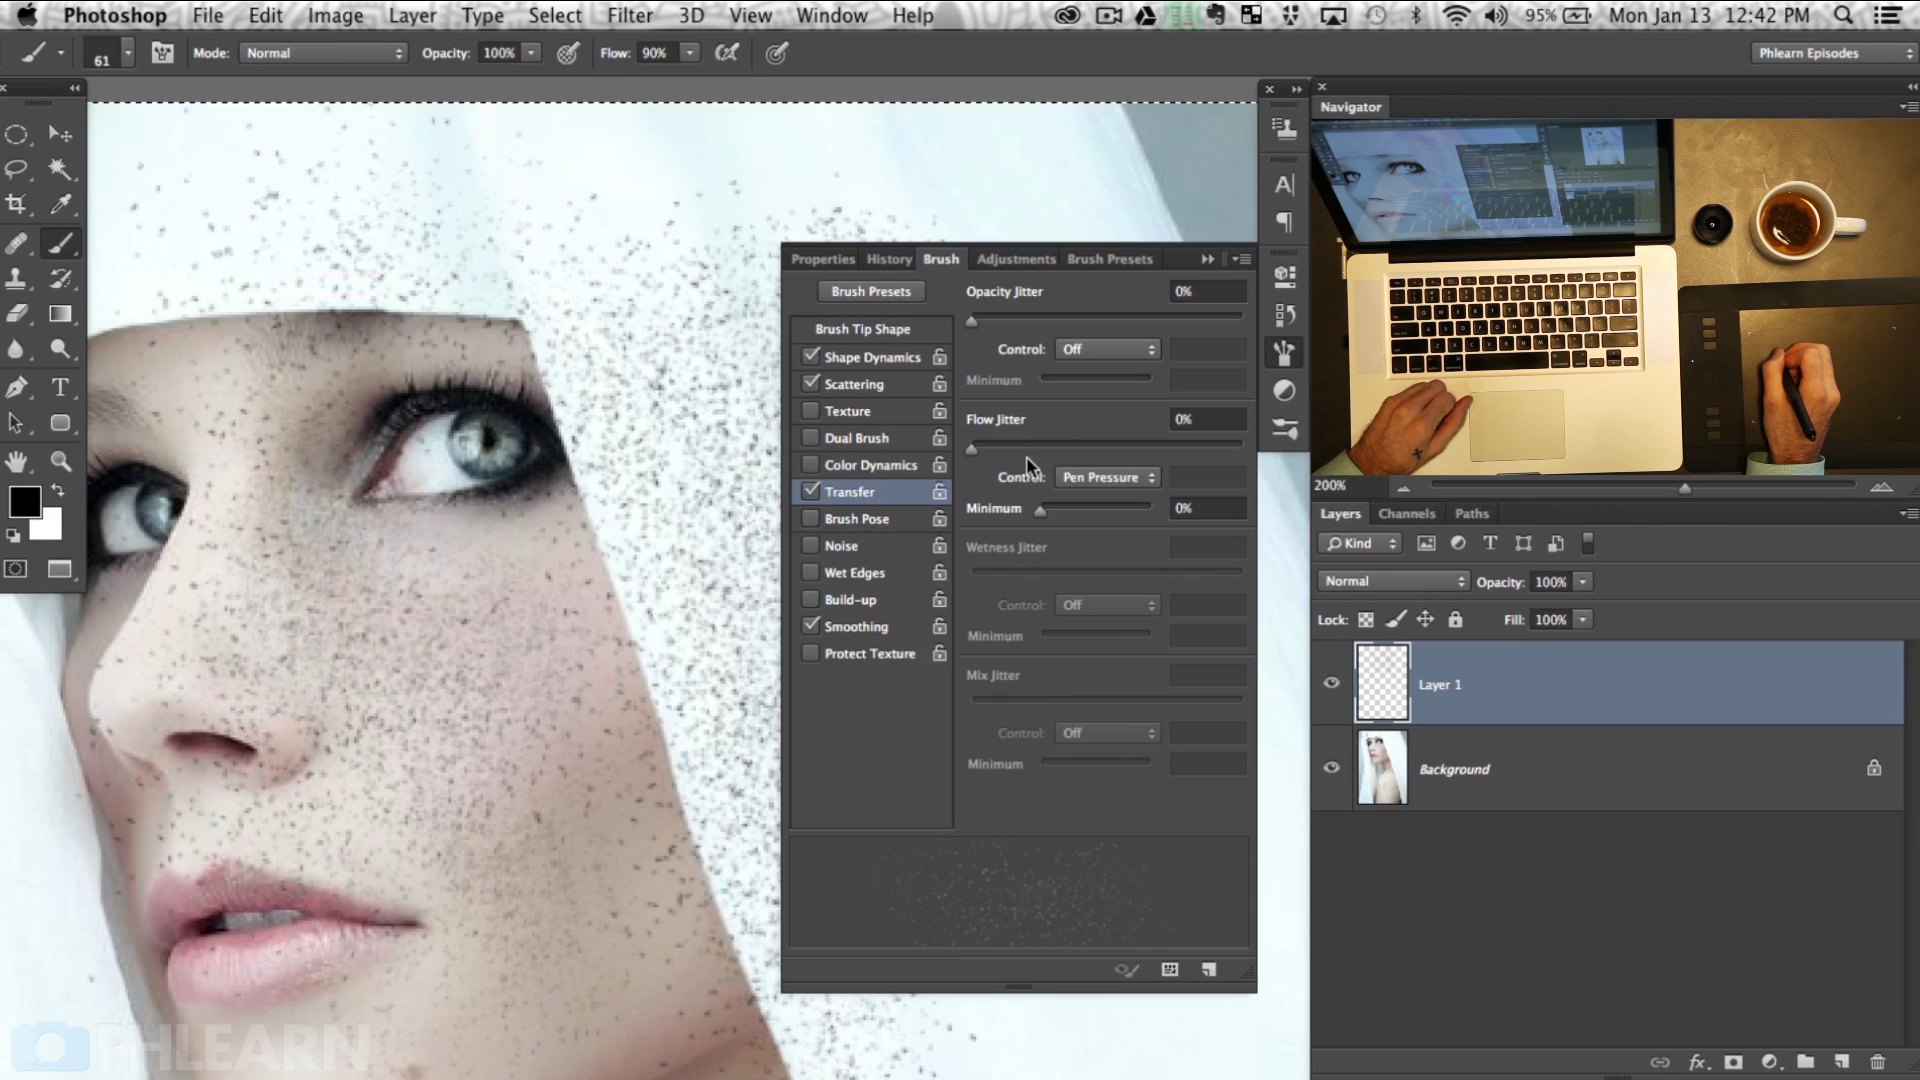 Photoshop File Edit Image Layer Type Select Filter 3D View Window Help 95% Mon Jan 13 12:42 PM
61 Mode: Normal Opacity: 100% Flow: 90% Phlearn Episodes
Navigator
Properties History Brush Adjustments Brush Presets
Brush Presets
Brush Tip Shape
Shape Dynamics
Scattering
Texture
Dual Brush
Color Dynamics
Transfer
Brush Pose
Noise
Wet Edges
Build-up
Smoothing
Protect Texture
Opacity Jitter 0%
Control: Off
Minimum
Flow Jitter 0%
Control: Pen Pressure
Minimum 0%
Wetness Jitter
Control: Off
Minimum
Mix Jitter
Control: Off
Minimum
200%
Layers Channels Paths
Kind
Normal Opacity: 100%
Lock: Fill: 100%
Layer 1
Background
fx
PHLEARN